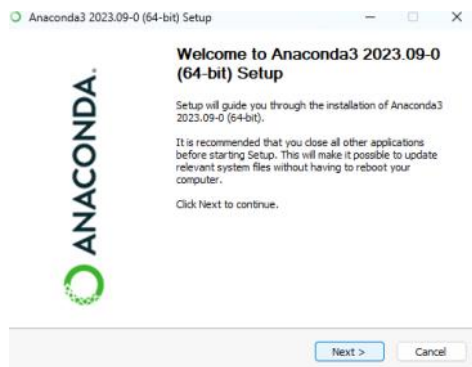 Anaconda3 2023.09-0 (64-bit) Setup
Welcome to Anaconda3 2023.09-0
(64-bit) Setup
Setup will guide you through the installation of Anaconda3
2023.09-0 (64-bit).
It is recommended that you close all other applications
before starting Setup. This will make it possible to update
relevant system files without having to reboot your
computer.
Click Next to continue.
ANACONDA.
Next >
Cancel